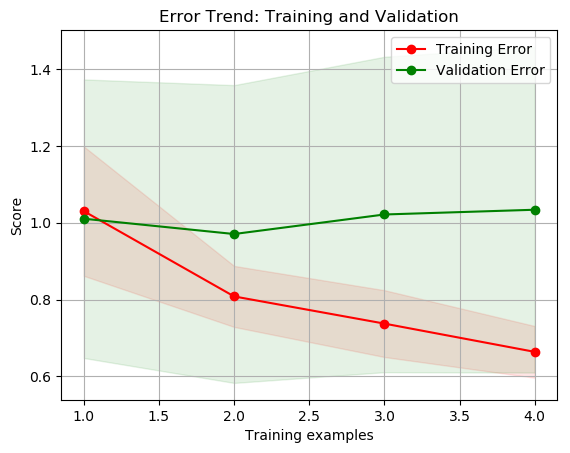 Error Trend: Training and Validation
Training Error
Validation Error
Score
1.4
1.2
1.0
0.8
0.6
1.0 1.5 2.0 2.5 3.0 3.5 4.0
Training examples